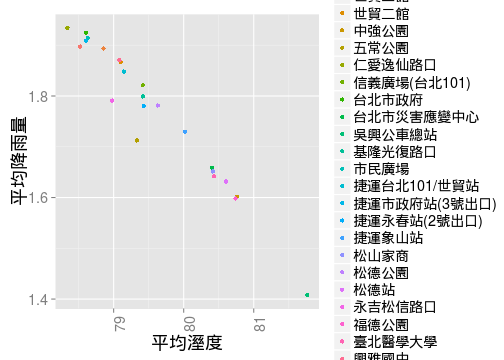 平均降雨量
1.8
1.6
1.4
79
80
81
平均溼度
世貿二館
中強公園
五常公園
仁愛逸仙路口
信義廣場(台北101)
台北市政府
台北市災害應變中心
吳興公車總站
基隆光復路口
市民廣場
捷運台北101/世貿站
捷運市政府站(3號出口)
捷運永春站(2號出口)
捷運象山站
松山家商
松德公園
松德站
永吉松信路口
福德公園
臺北醫學大學
興雅國中